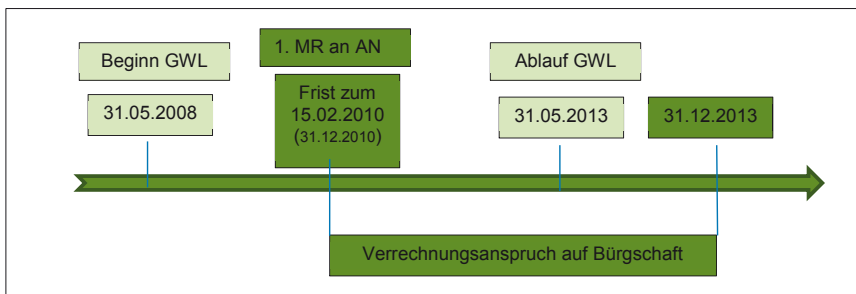 Beginn GWL
31.05.2008
1. MR an AN
Frist zum
15.02.2010
(31.12.2010)
Ablauf GWL
31.05.2013
31.12.2013
Verrechnungsanspruch auf Bürgschaft